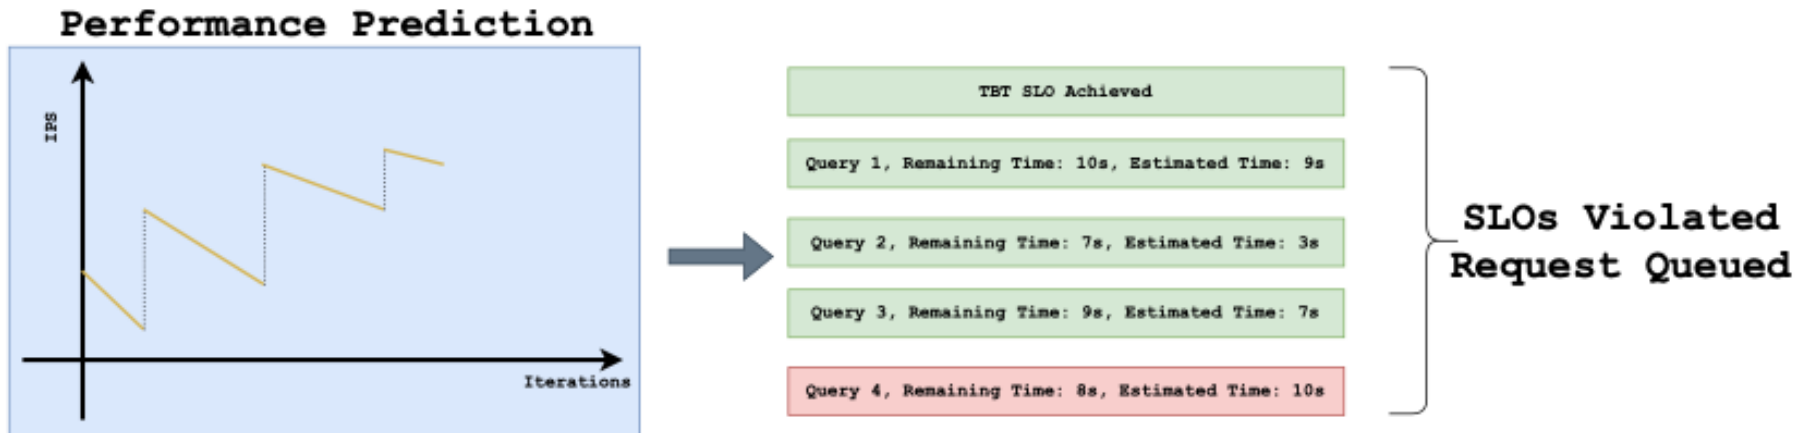 Performance Prediction
IPS
Iterations
TBT SLO Achieved
Query 1, Remaining Time: 10s, Estimated Time: 9s
Query 2, Remaining Time: 7s, Estimated Time: 3s
Query 3, Remaining Time: 9s, Estimated Time: 7s
Query 4, Remaining Time: 8s, Estimated Time: 10s
SLOs Violated
Request Queued